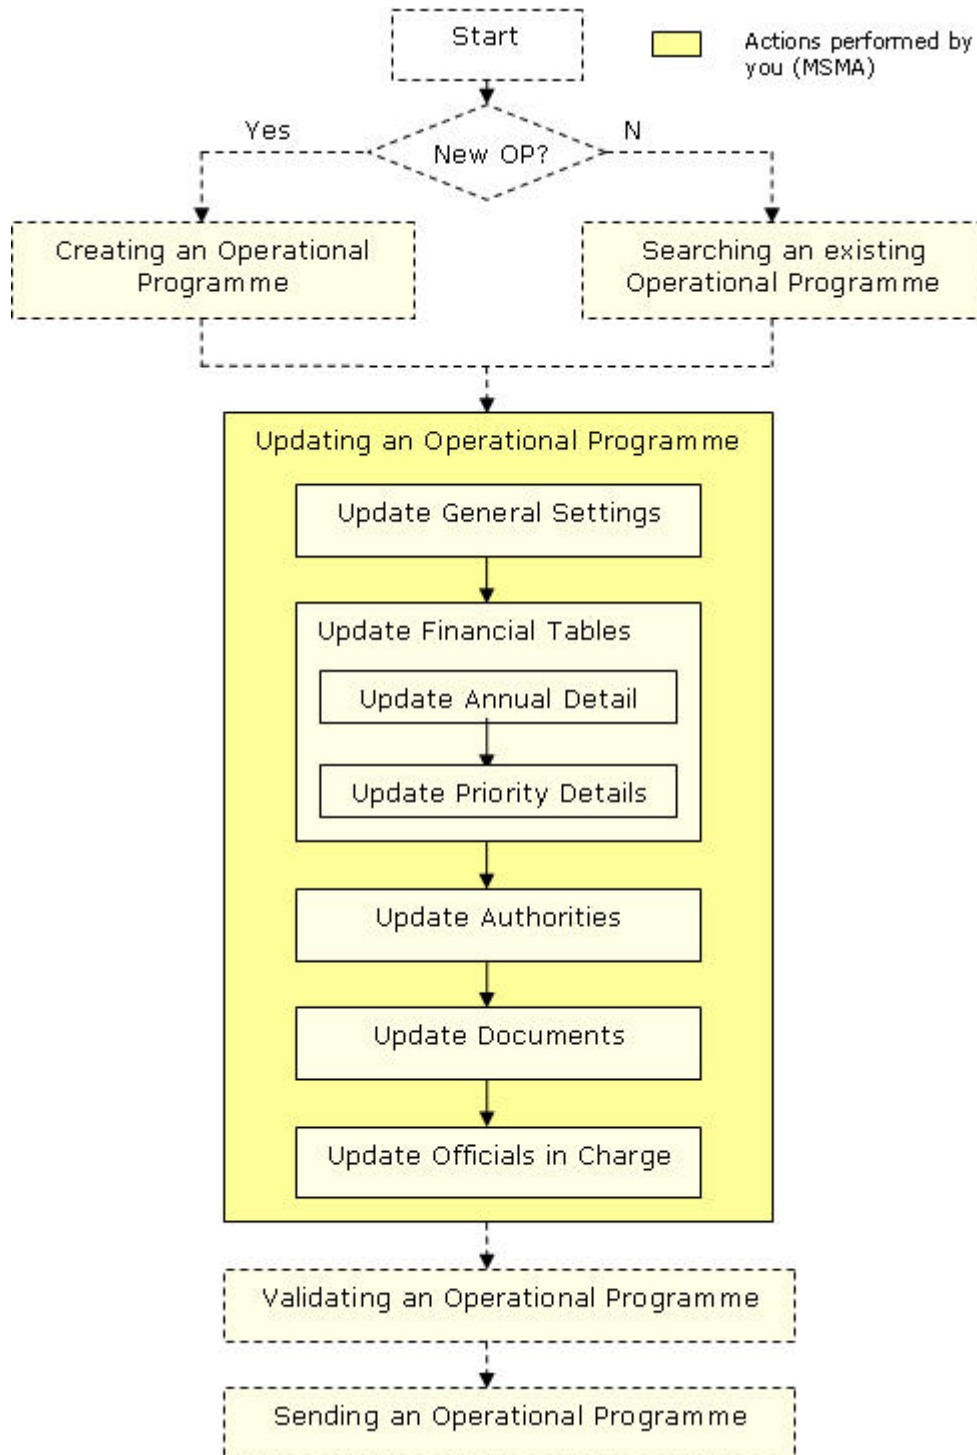 Start
Actions performed by
you (MSMA)
Yes
New OP?
N
Creating an Operational
Programme
Searching an existing
Operational Programme
Updating an Operational Programme
Update General Settings
Update Financial Tables
Update Annual Detail
Update Priority Details
Update Authorities
Update Documents
Update Officials in Charge
Validating an Operational Programme
Sending an Operational Programme